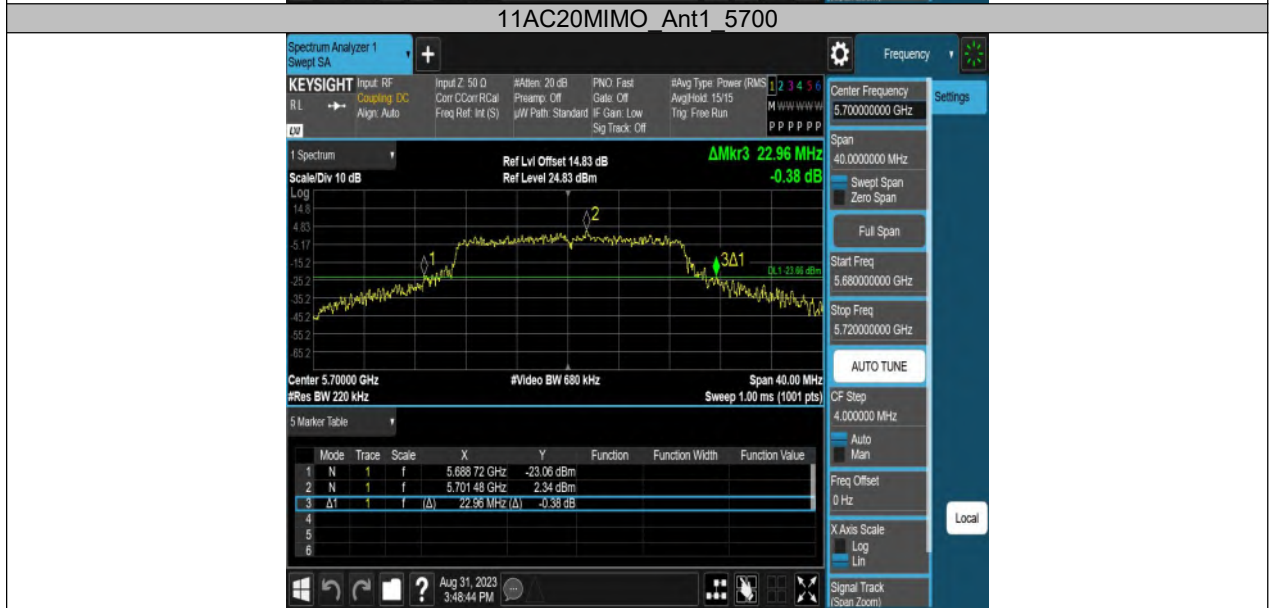 11AC20MIMO_Ant1_5700
Spectrum Analyzer 1
Swept SA
+
Frequency
KEYSIGHT
RL
Input: RF
Coupling: DC
Align: Auto
Input Z: 50 Ω
Corr CCorr RCal
Freq Ref: Int (S)
#Atten: 20 dB
Preamp: Off
µW Path: Standard
PNO: Fast
Gate: Off
IF Gain: Low
Sig Track: Off
#Avg Type: Power (RMS
Avg|Hold: 15/15
Trig: Free Run
1 2 3 4 5 6
M W W W W W
P P P P P P
1 Spectrum
Scale/Div 10 dB
Ref Lvl Offset 14.83 dB
Ref Level 24.83 dBm
ΔMkr3 22.96 MHz
-0.38 dB
Log
14.8
4.83
-5.17
-15.2
-25.2
-35.2
-45.2
-55.2
-65.2
1
2
3Δ1
DL1 -23.66 dBm
Center 5.70000 GHz
#Video BW 680 kHz
Span 40.00 MHz
#Res BW 220 kHz
Sweep 1.00 ms (1001 pts)
5 Marker Table
Mode Trace Scale X Y Function Function Width Function Value
1 N 1 f 5.688 72 GHz -23.06 dBm
2 N 1 f 5.701 48 GHz 2.34 dBm
3 Δ1 1 f (Δ) 22.96 MHz (Δ) -0.38 dB
4
5
6
? Aug 31, 2023
3:48:44 PM
Center Frequency
5.700000000 GHz
Settings
Span
40.0000000 MHz
Swept Span
Zero Span
Full Span
Start Freq
5.680000000 GHz
Stop Freq
5.720000000 GHz
AUTO TUNE
CF Step
4.000000 MHz
Auto
Man
Freq Offset
0 Hz
X Axis Scale
Log
Lin
Local
Signal Track
(Span Zoom)